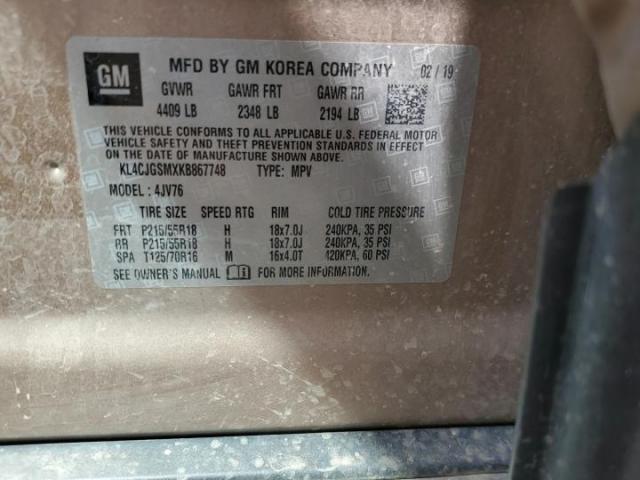 GM
MFD BY GM KOREA COMPANY 02/19
GVWR GAWR FRT GAWR RR
4409 LB 2348 LB 2194 LB
THIS VEHICLE CONFORMS TO ALL APPLICABLE U.S. FEDERAL MOTOR
VEHICLE SAFETY AND THEFT PREVENTION STANDARDS IN EFFECT
ON THE DATE OF MANUFACTURE SHOWN ABOVE.
KL4CJGSMXKB867748 TYPE: MPV
MODEL: 4JV76
TIRE SIZE SPEED RTG RIM COLD TIRE PRESSURE
FRT P215/55R18 H 18x7.0J 240KPA, 35 PSI
RR P215/55R18 H 18x7.0J 240KPA, 35 PSI
SPA T125/70R16 M 16x4.0T 420KPA, 60 PSI
SEE OWNER'S MANUAL FOR MORE INFORMATION.